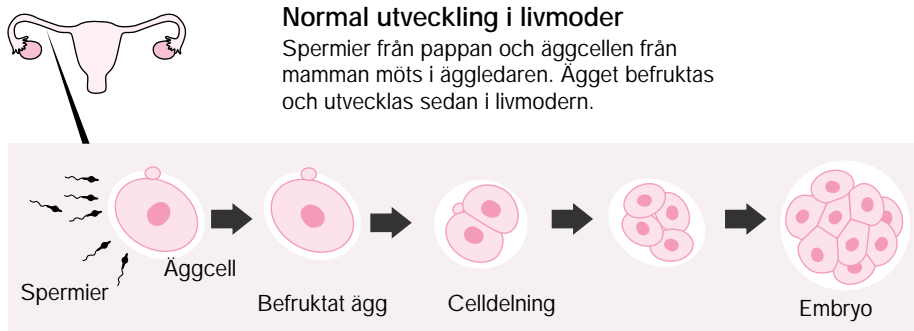 Normal utveckling i livmoder
Spermier från pappan och äggcellen från
mamman möts i äggledaren. Ägget befruktas
och utvecklas sedan i livmodern.
Spermier
Äggcell
Befruktat ägg
Celldelning
Embryo